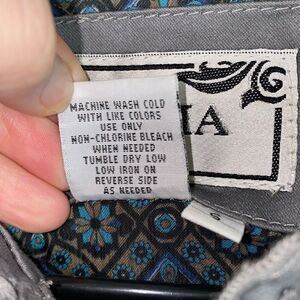 MACHINE WASH COLD
WITH LIKE COLORS
USE ONLY
NON-CHLORINE BLEACH
WHEN NEEDED
TUMBLE DRY LOW
LOW IRON ON
REVERSE SIDE
AS NEEDED
IA
6